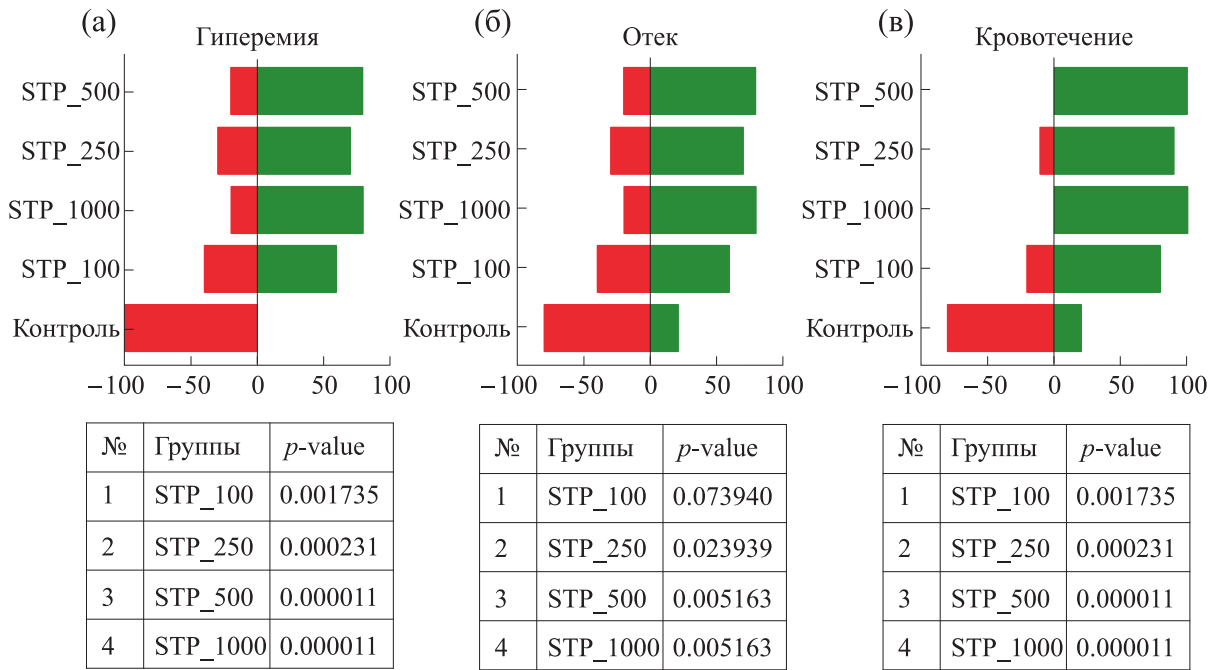 (а)
Гиперемия
STP_500
STP_250
STP_1000
STP_100
Контроль
−100 −50 0 50 100
№ Группы p-value
1 STP_100 0.001735
2 STP_250 0.000231
3 STP_500 0.000011
4 STP_1000 0.000011
(б)
Отек
STP_500
STP_250
STP_1000
STP_100
Контроль
−100 −50 0 50 100
№ Группы p-value
1 STP_100 0.073940
2 STP_250 0.023939
3 STP_500 0.005163
4 STP_1000 0.005163
(в)
Кровотечение
STP_500
STP_250
STP_1000
STP_100
Контроль
−100 −50 0 50 100
№ Группы p-value
1 STP_100 0.001735
2 STP_250 0.000231
3 STP_500 0.000011
4 STP_1000 0.000011